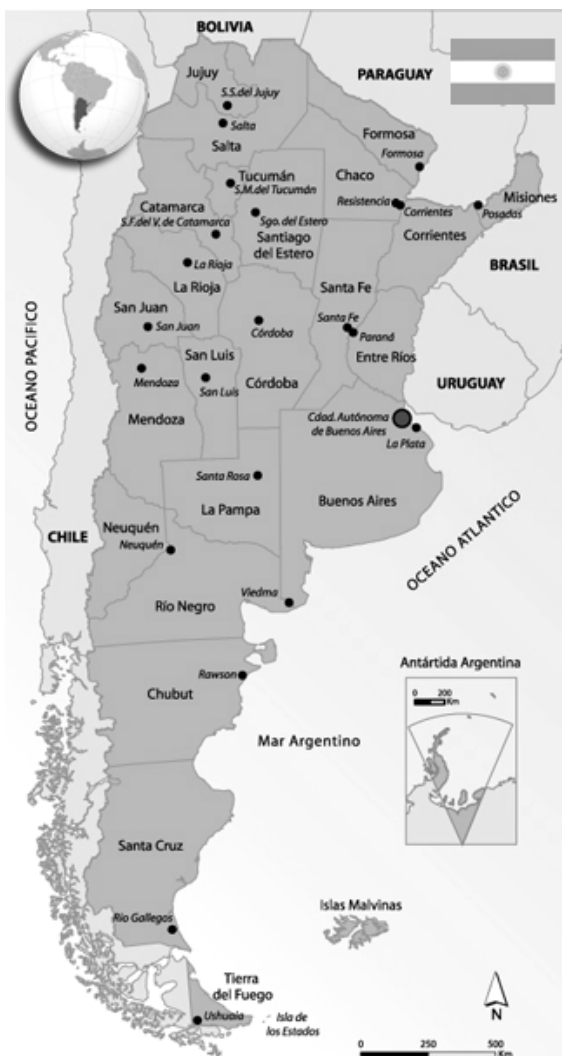 BOLIVIA
Jujuy
PARAGUAY
S.S.del Jujuy
Salta
Salta
Formosa
Formosa
Tucumán
S.M.del Tucumán
Chaco
Misiones
Catamarca
S.F.del V. de Catamarca
Sgo. del Estero
Resistencia
Corrientes
Posadas
Santiago
del Estero
Corrientes
La Rioja
La Rioja
BRASIL
San Juan
San Juan
Santa Fe
Santa Fe
Córdoba
Paraná
OCEANO PACIFICO
San Luis
Entre Ríos
Mendoza
San Luis
Córdoba
URUGUAY
Mendoza
Cdad. Autónoma
de Buenos Aires
La Plata
Santa Rosa
Buenos Aires
La Pampa
OCEANO ATLANTICO
Neuquén
CHILE
Neuquén
Viedma
Río Negro
Antártida Argentina
Rawson
0 200
Km
Chubut
Mar Argentino
Santa Cruz
Islas Malvinas
Río Gallegos
Tierra
del Fuego
Ushuaia
Isla de
los Estados
N
0 250 500
Km